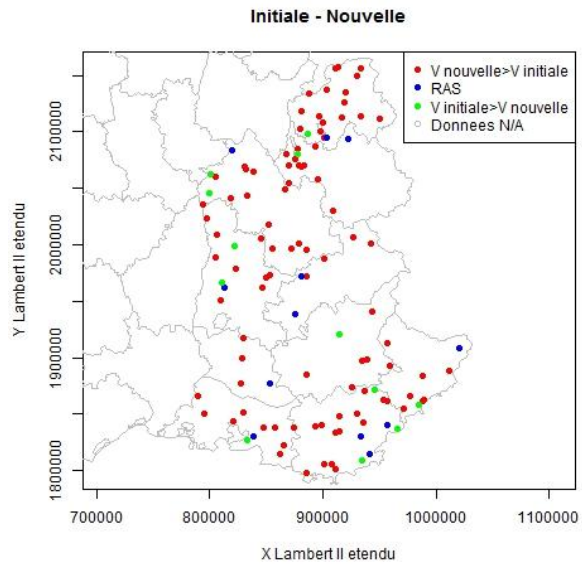 Initiale - Nouvelle
V nouvelle>V initiale
RAS
V initiale>V nouvelle
Donnees N/A
Y Lambert II etendu
2100000
2000000
1900000
1800000
700000 800000 900000 1000000 1100000
X Lambert II etendu